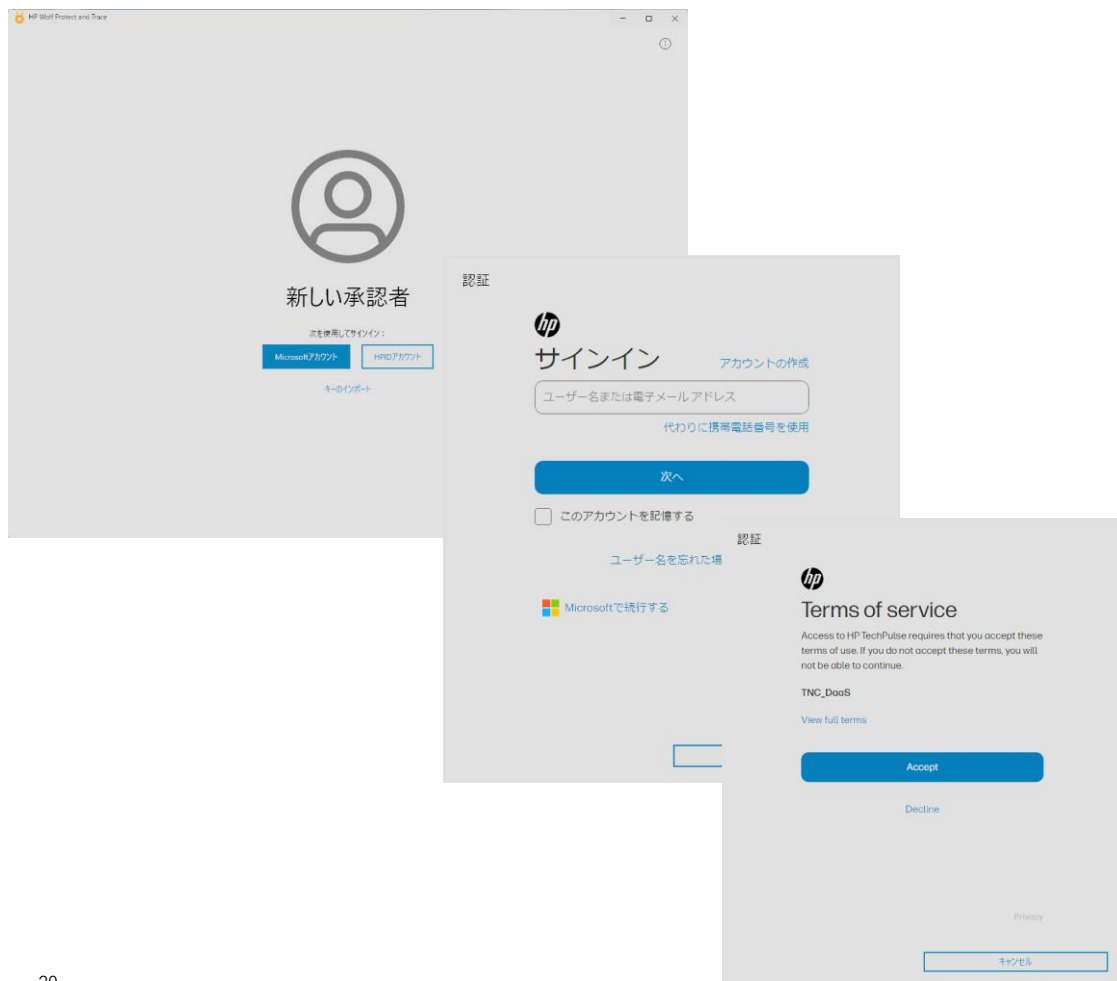 HP Wolf Protect and Trace
新しい承認者
次を使用してサインイン：
Microsoftアカウント
HPIDアカウント
キーのインポート
認証
hp
サインイン
アカウントの作成
ユーザー名または電子メール アドレス
代わりに携帯電話番号を使用
次へ
このアカウントを記憶する
ユーザー名を忘れた場
Microsoftで続行する
認証
hp
Terms of service
Access to HP TechPulse requires that you accept these
terms of use. If you do not accept these terms, you will
not be able to continue.
TNC_DaaS
View full terms
Accept
Decline
Privacy
キャンセル
20